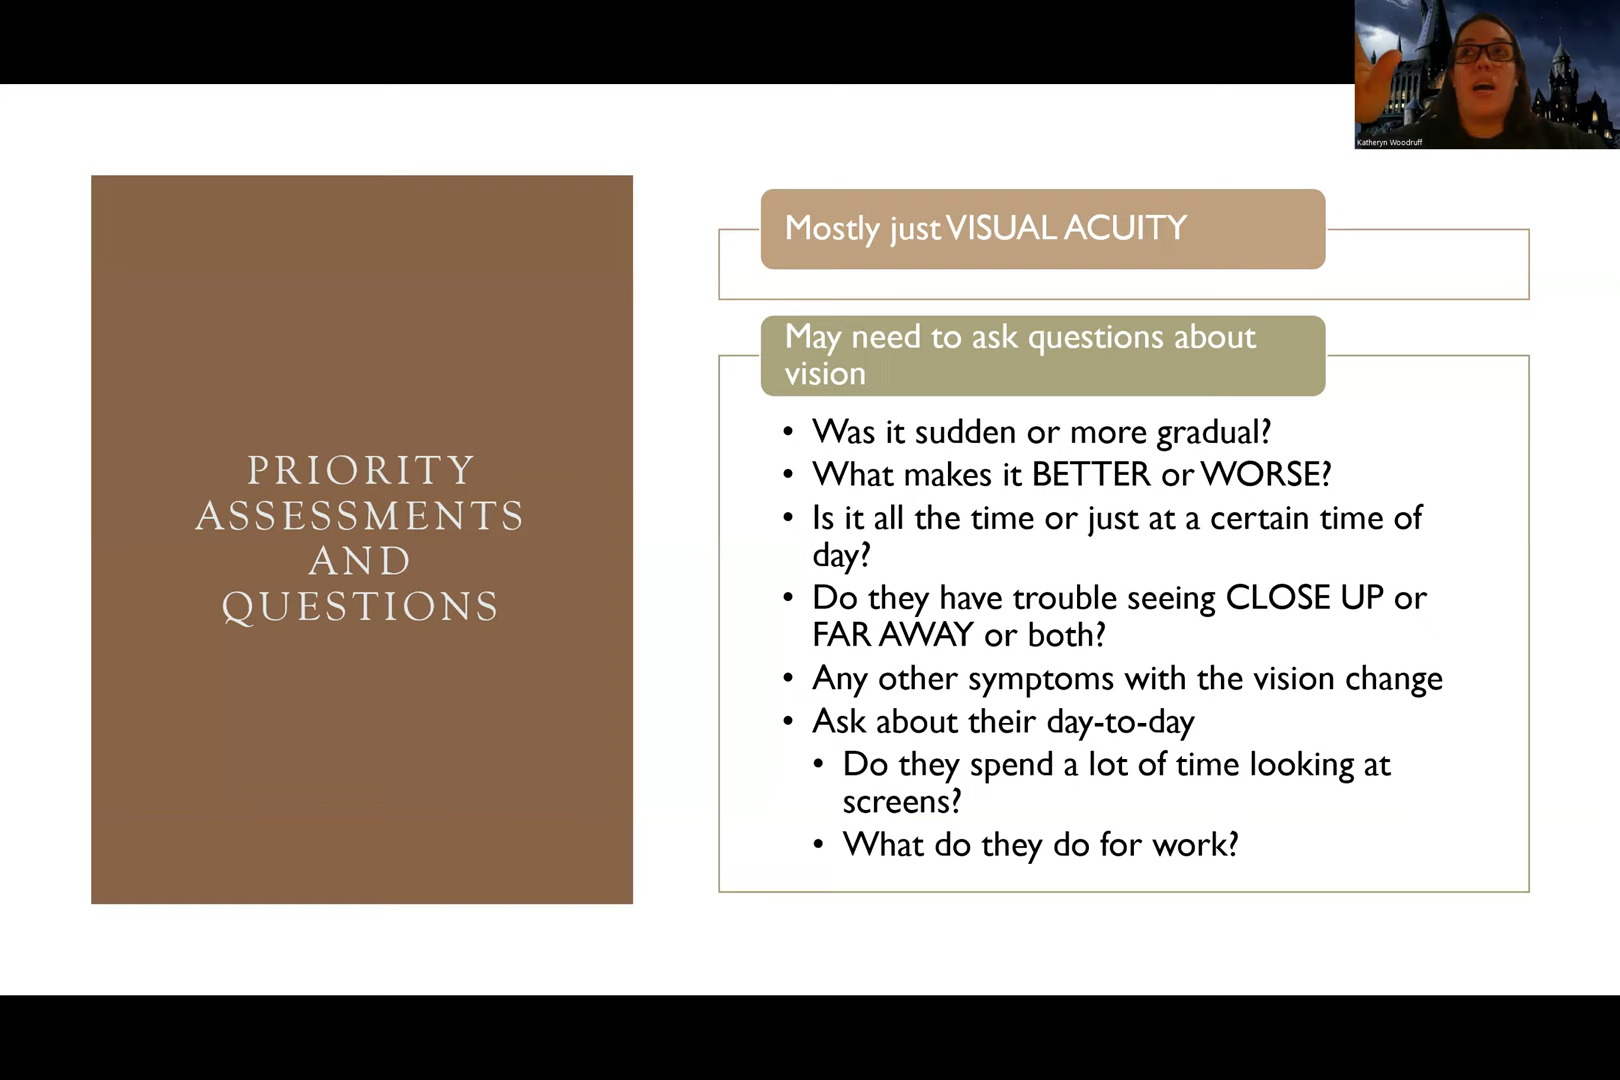 Katheryn Woodruff
PRIORITY
ASSESSMENTS
AND
QUESTIONS
Mostly just VISUAL ACUITY
May need to ask questions about
vision
• Was it sudden or more gradual?
• What makes it BETTER or WORSE?
• Is it all the time or just at a certain time of
day?
• Do they have trouble seeing CLOSE UP or
FAR AWAY or both?
• Any other symptoms with the vision change
• Ask about their day-to-day
• Do they spend a lot of time looking at
screens?
• What do they do for work?